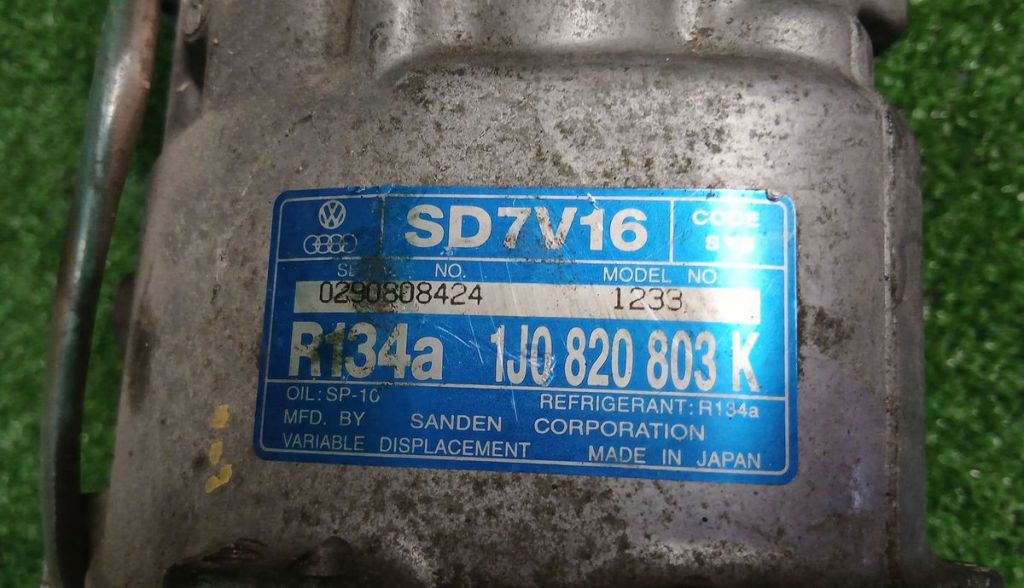 SD7V16
CODE
NO. MODEL NO
0290808424 1233
R134a 1J0 820 803 K
OIL: SP-10 REFRIGERANT: R134a
MFD. BY SANDEN CORPORATION
VARIABLE DISPLACEMENT MADE IN JAPAN